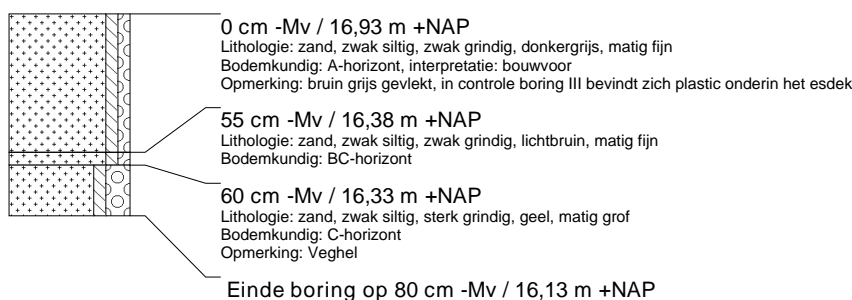 0 cm -Mv / 16,93 m +NAP
Lithologie: zand, zwak siltig, zwak grindig, donkergrijs, matig fijn
Bodemkundig: A-horizont, interpretatie: bouwvoor
Opmerking: bruin grijs gevlekt, in controle boring III bevindt zich plastic onderin het esdek
55 cm -Mv / 16,38 m +NAP
Lithologie: zand, zwak siltig, zwak grindig, lichtbruin, matig fijn
Bodemkundig: BC-horizont
60 cm -Mv / 16,33 m +NAP
Lithologie: zand, zwak siltig, sterk grindig, geel, matig grof
Bodemkundig: C-horizont
Opmerking: Veghel
Einde boring op 80 cm -Mv / 16,13 m +NAP